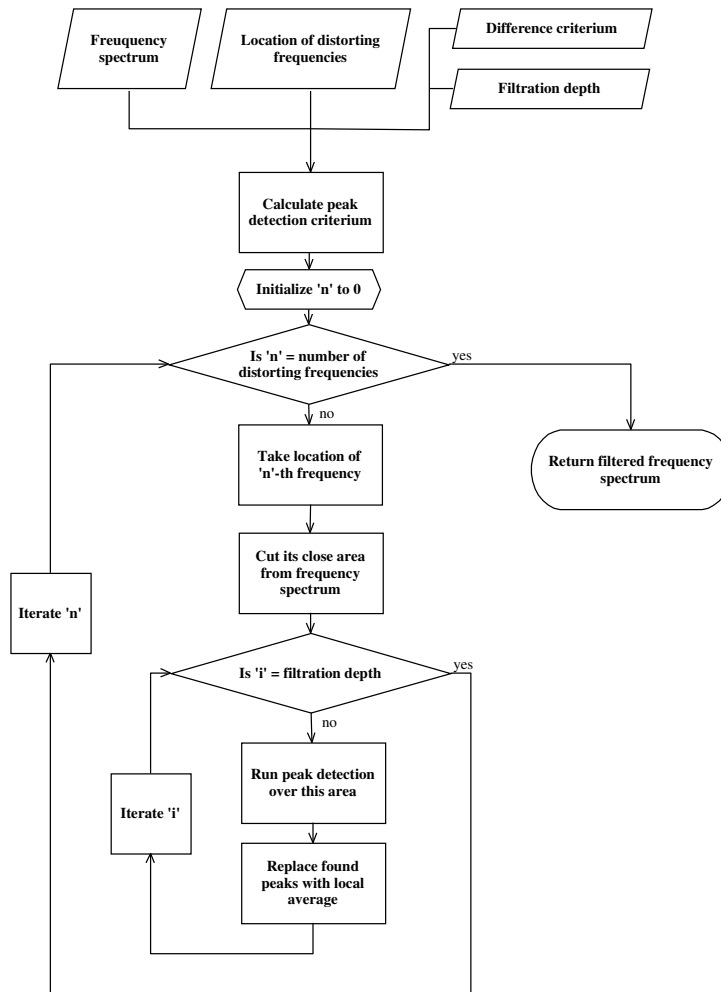 Freuquency
spectrum
Location of distorting
frequencies
Difference criterium
Filtration depth
Calculate peak
detection criterium
Initialize 'n' to 0
Is 'n' = number of
distorting frequencies
yes
no
Take location of
'n'-th frequency
Return filtered frequency
spectrum
Cut its close area
from frequency
spectrum
Iterate 'n'
Is 'i' = filtration depth
yes
no
Run peak detection
over this area
Iterate 'i'
Replace found
peaks with local
average